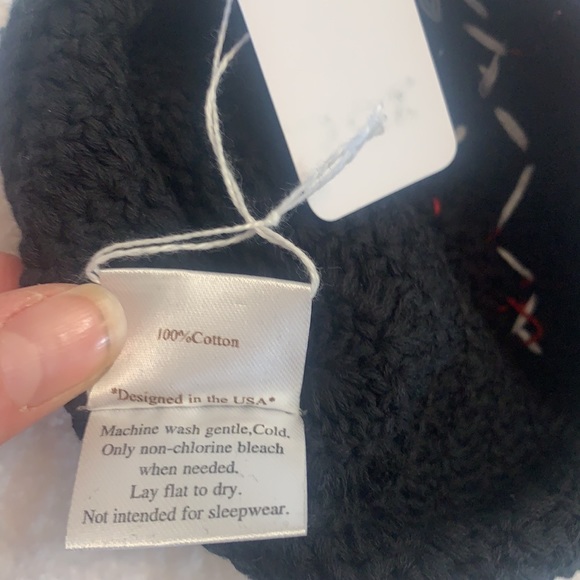 100%Cotton
"Designed in the USA"
Machine wash gentle,Cold.
Only non-chlorine bleach
when needed.
Lay flat to dry.
Not intended for sleepwear.